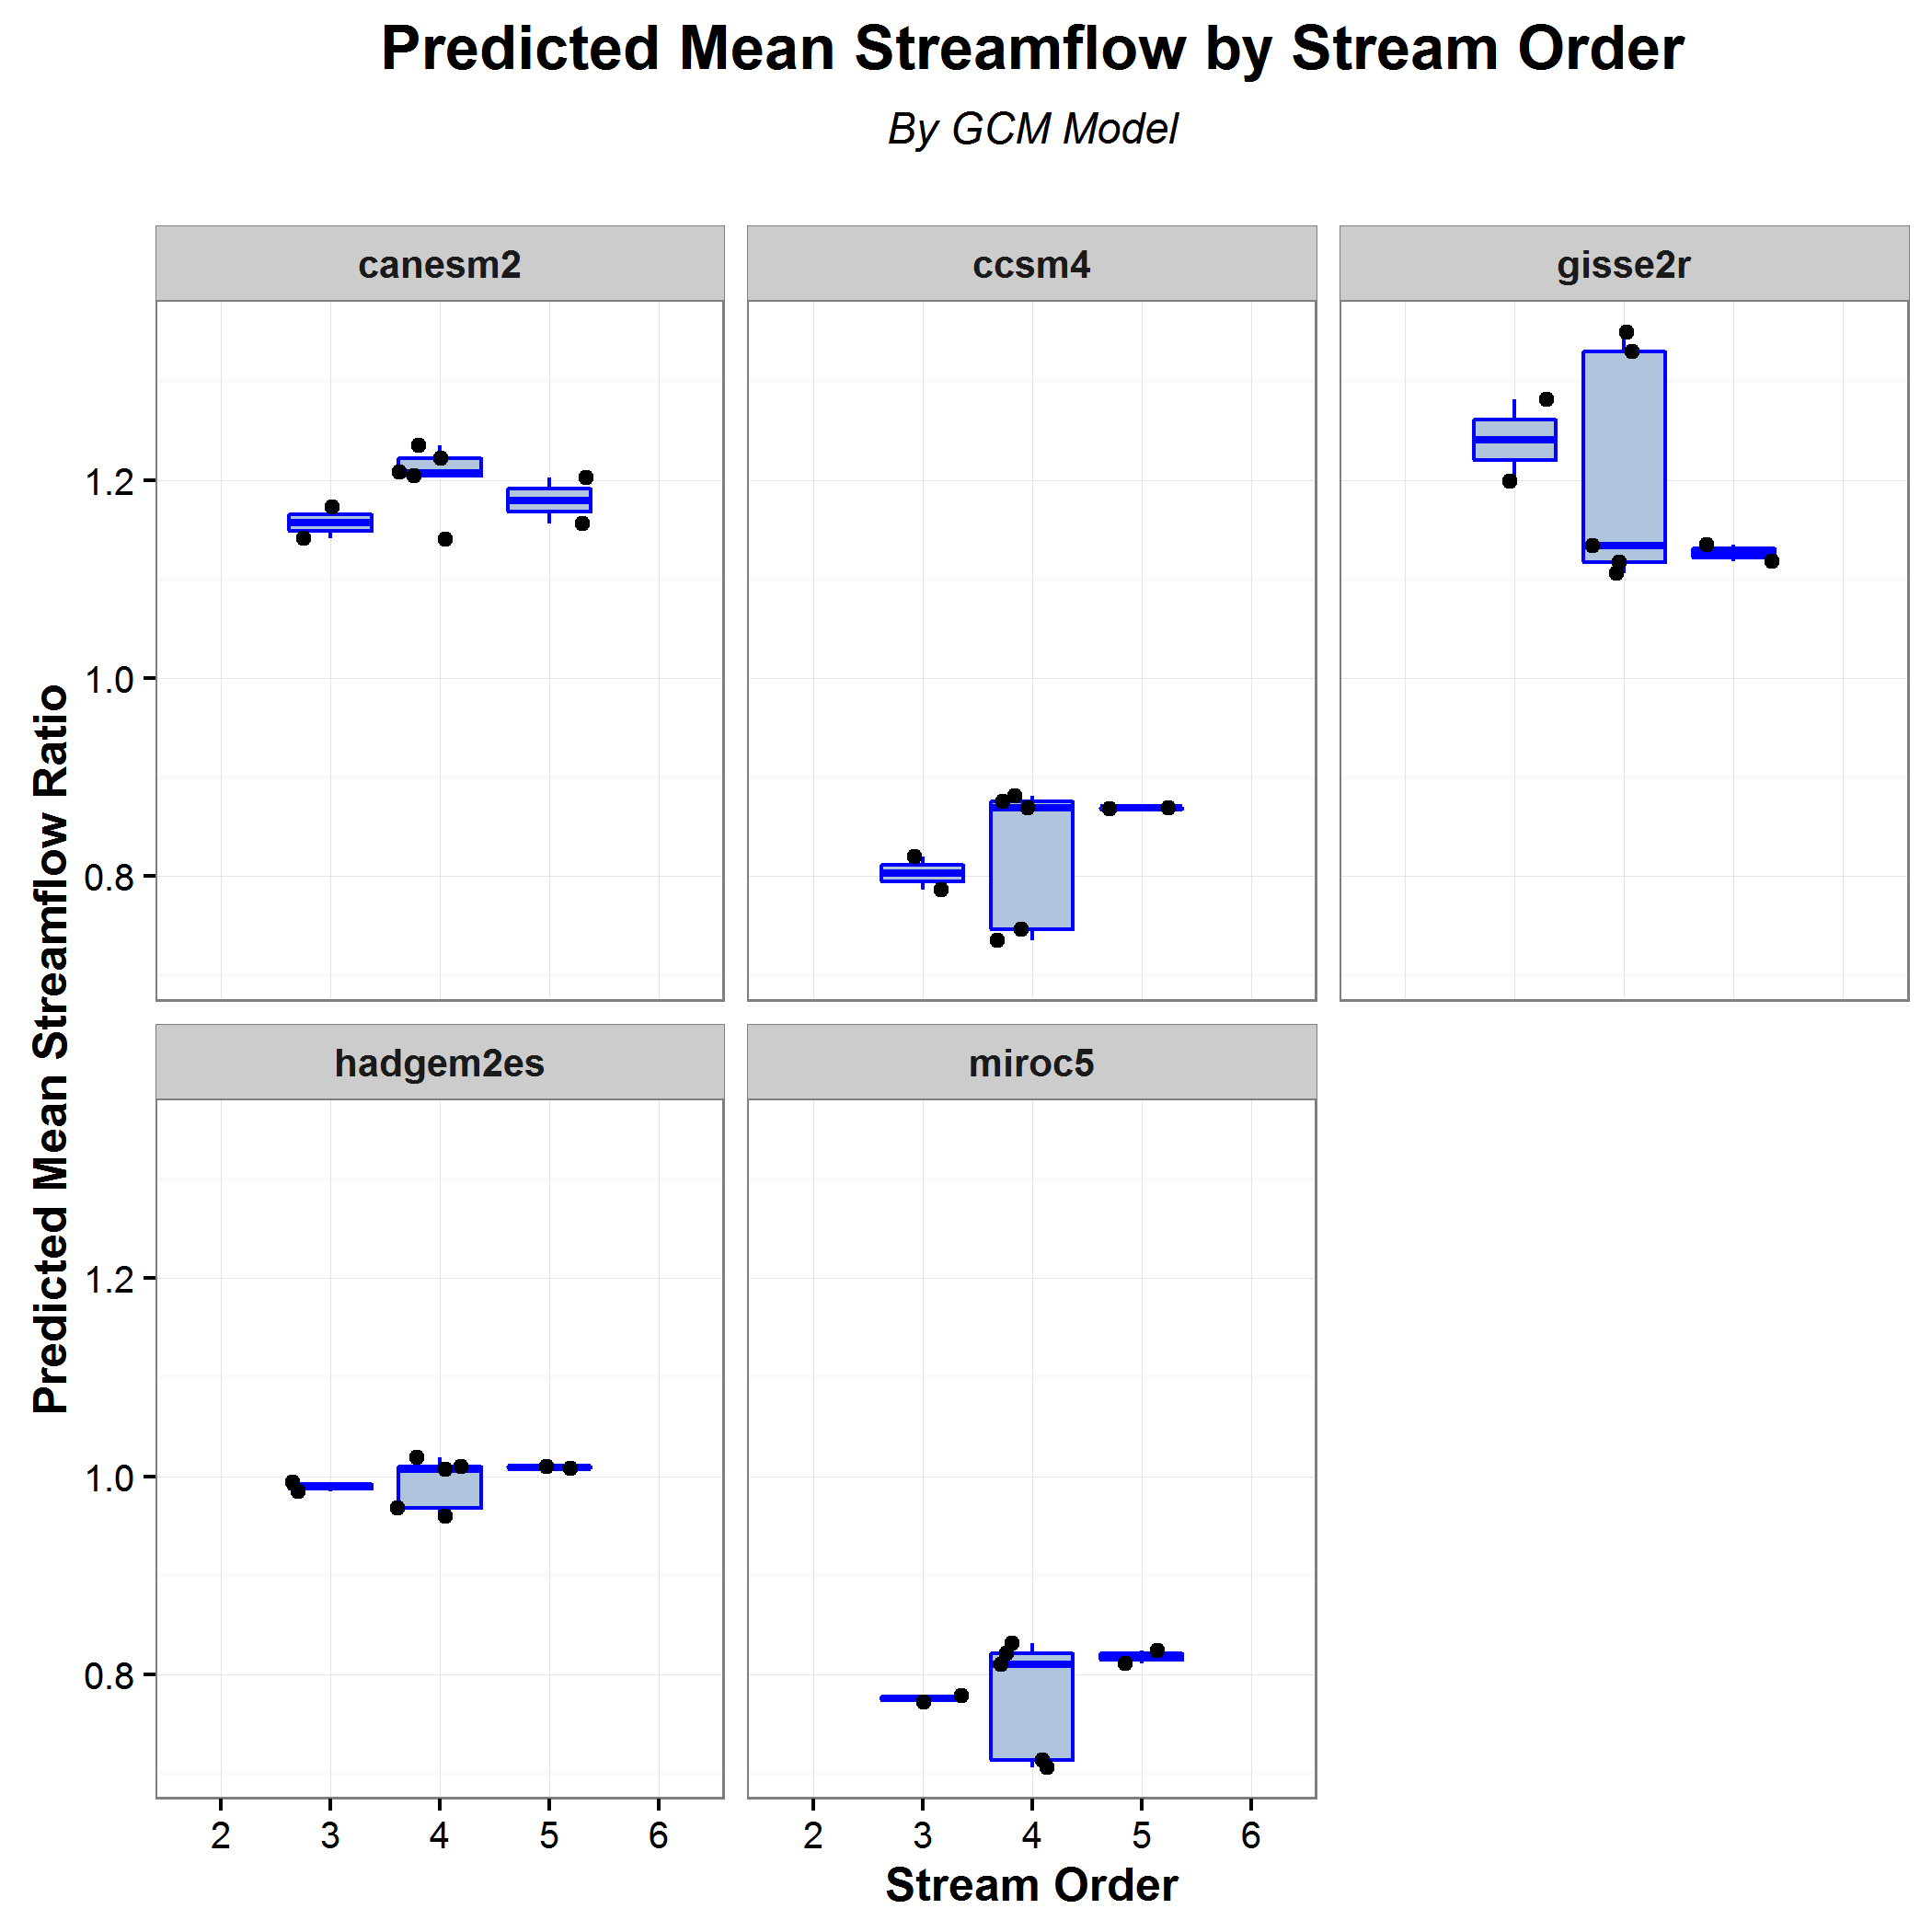 Predicted Mean Streamflow by Stream Order
By GCM Model
canesm2
ccsm4
gisse2r
1.2
1.0
0.8
Predicted Mean Streamflow Ratio
hadgem2es
miroc5
1.2
1.0
0.8
2 3 4 5 6
2 3 4 5 6
Stream Order